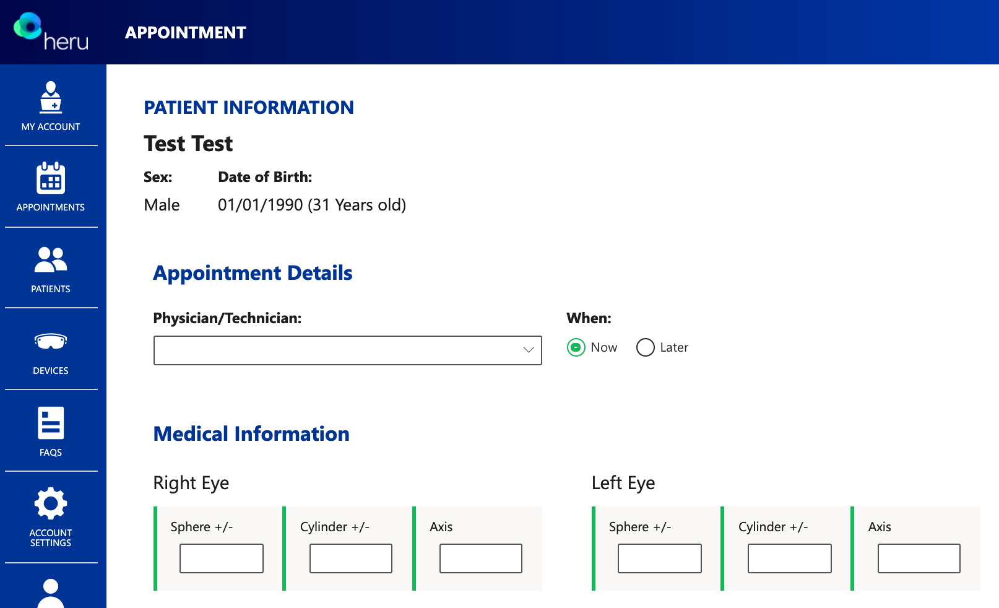 heru
APPOINTMENT
MY ACCOUNT
APPOINTMENTS
PATIENTS
DEVICES
FAQS
ACCOUNT
SETTINGS
PATIENT INFORMATION
Test Test
Sex: Date of Birth:
Male 01/01/1990 (31 Years old)
Appointment Details
Physician/Technician: When:
Now Later
Medical Information
Right Eye Left Eye
Sphere +/- Cylinder +/- Axis Sphere +/- Cylinder +/- Axis